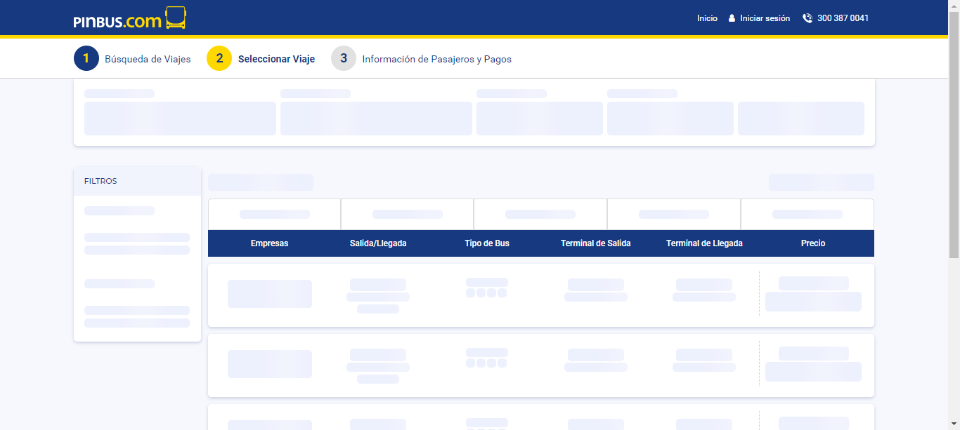 PINBUS.com
Inicio
Iniciar sesión
300 387 0041
1 Búsqueda de Viajes
2 Seleccionar Viaje
3 Información de Pasajeros y Pagos
FILTROS
Empresas Salida/Llegada Tipo de Bus Terminal de Salida Terminal de Llegada Precio